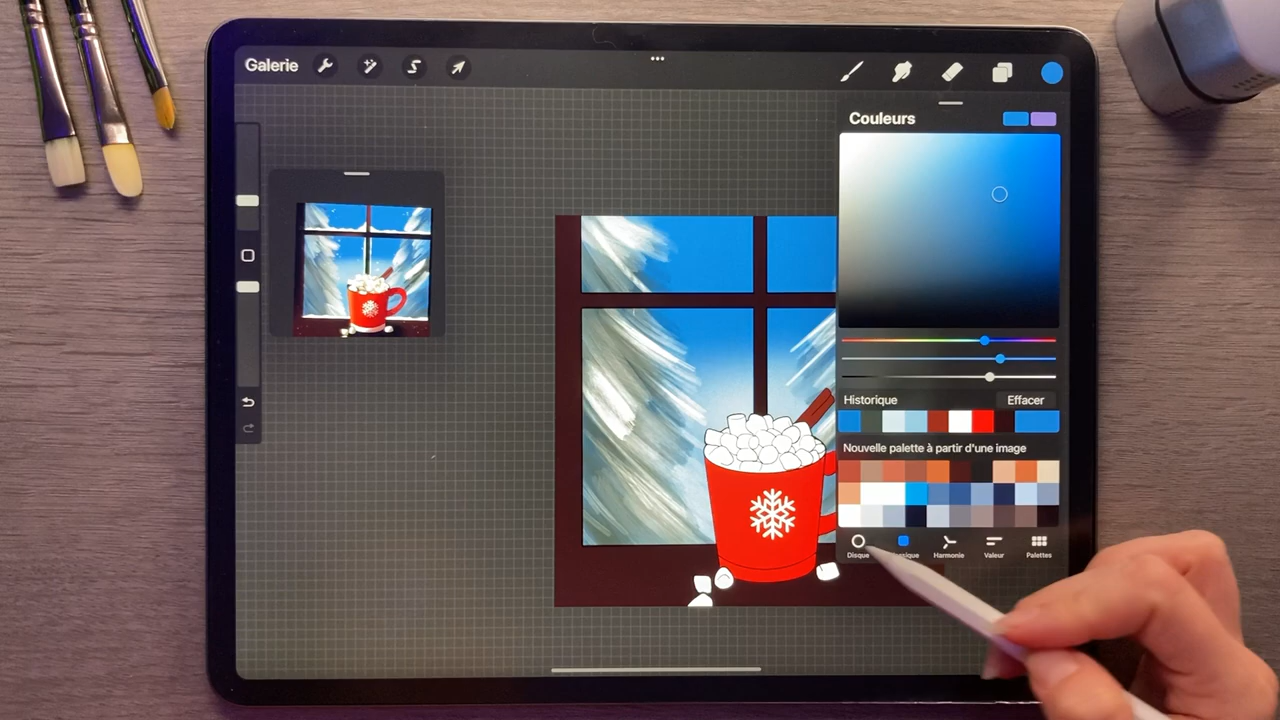 Galerie
Couleurs
Historique Effacer
Nouvelle palette à partir d'une image
Disque Harmonie Valeur Palettes